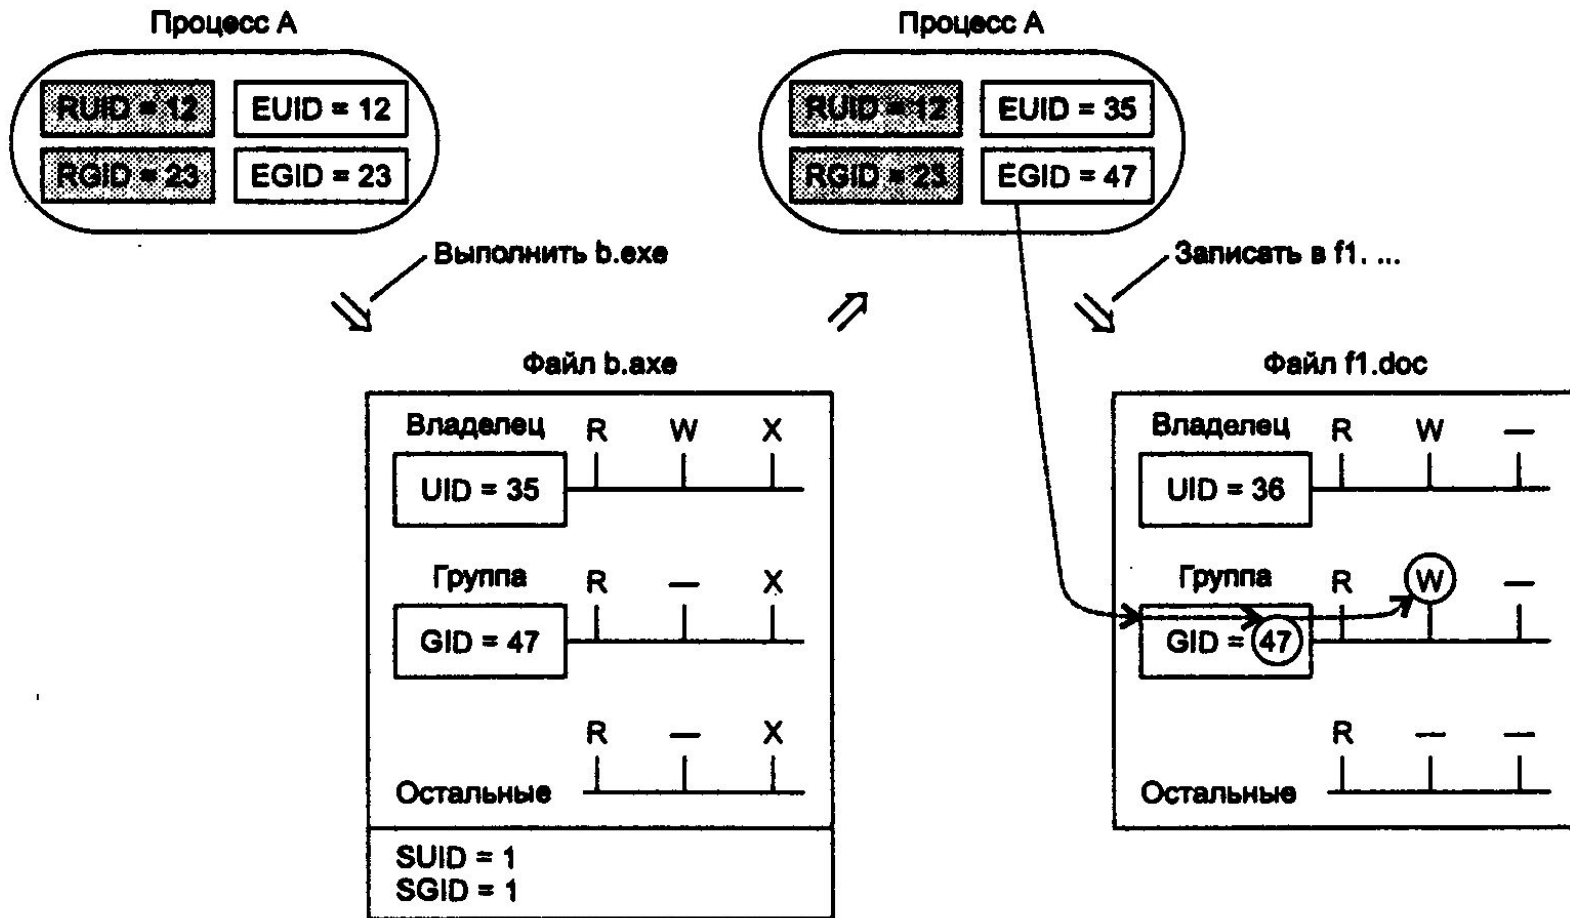 Процесс А
RUID = 12 EUID = 12
RGID = 23 EGID = 23
Выполнить b.exe
Процесс А
RUID = 12 EUID = 35
RGID = 23 EGID = 47
Записать в f1. ...
Файл b.axe
Владелец R W X
UID = 35
Группа R — X
GID = 47
R — X
Остальные
SUID = 1
SGID = 1
Файл f1.doc
Владелец R W —
UID = 36
Группа R W —
GID = 47
R — —
Остальные